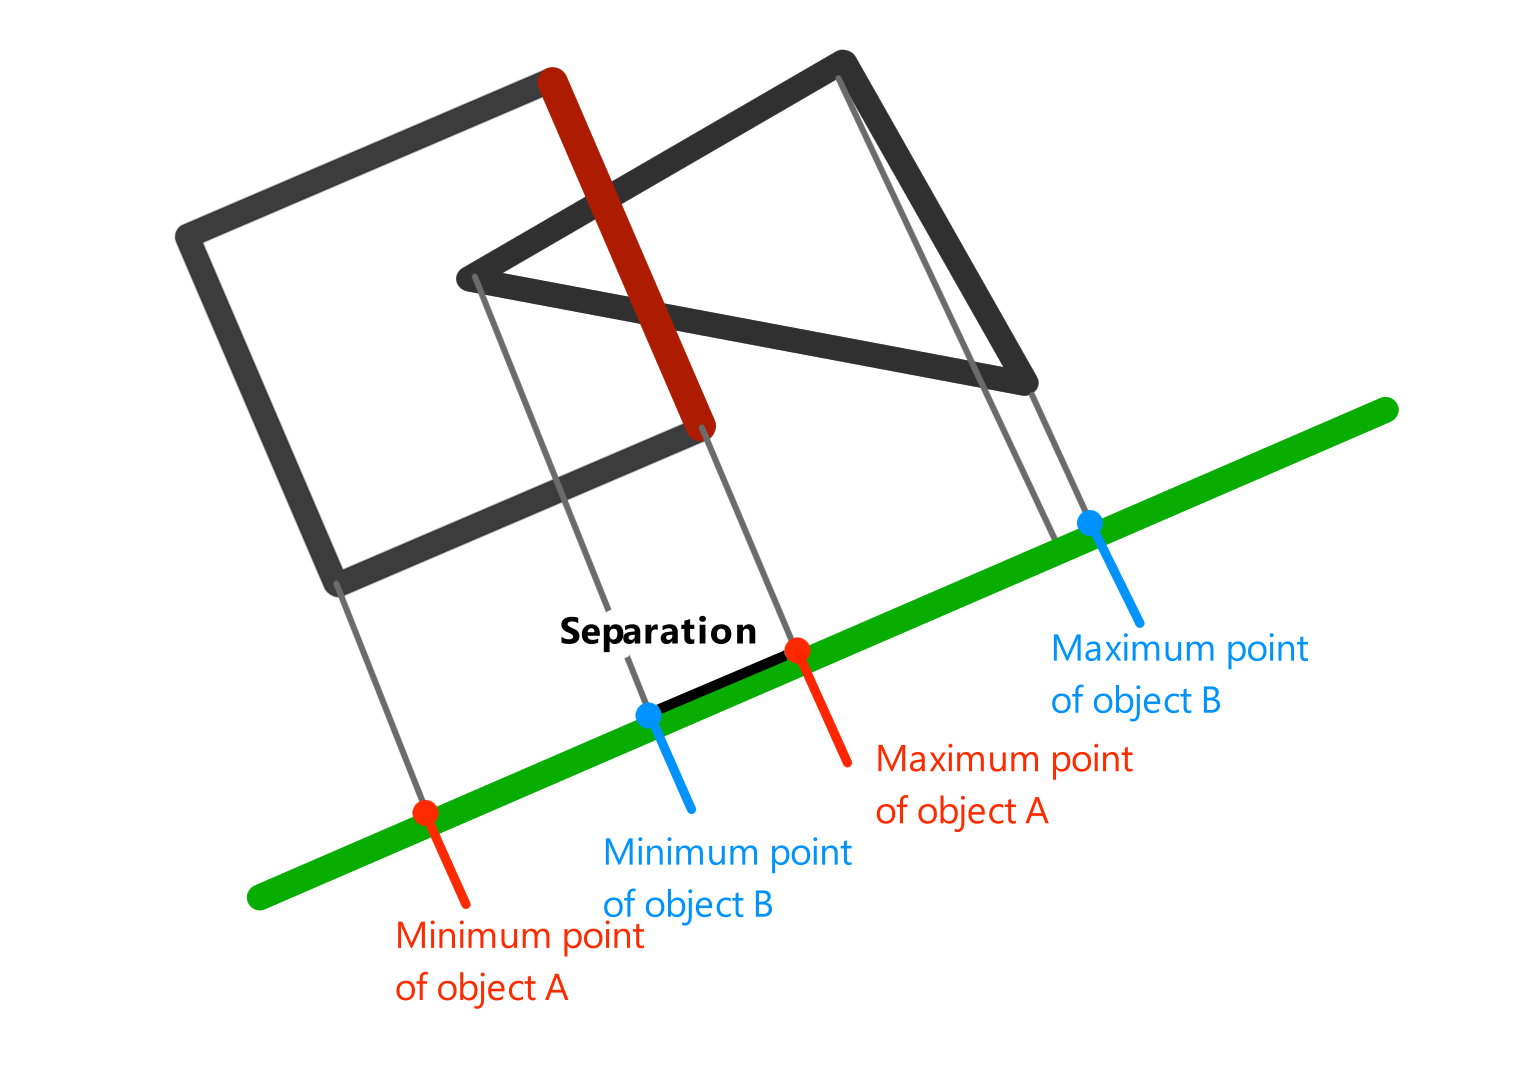 Separation
Maximum point
of object B
Maximum point
of object A
Minimum point
of object B
Minimum point
of object A